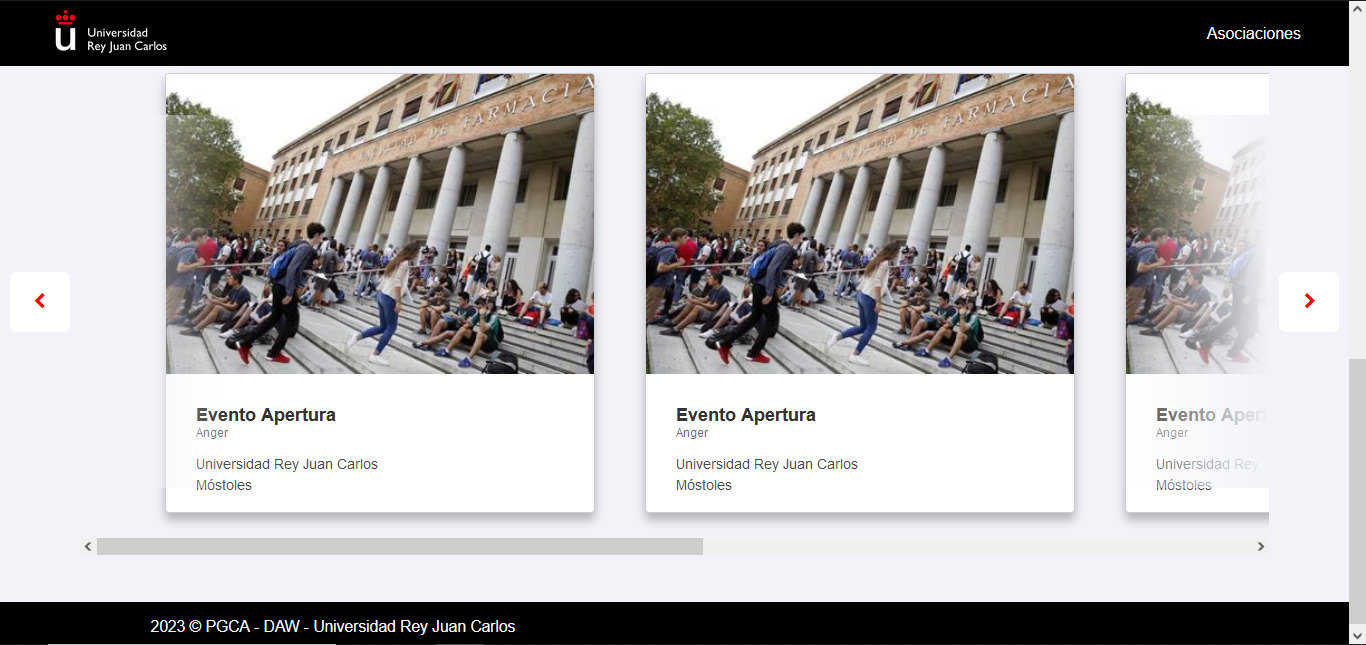 Universidad
Rey Juan Carlos
Asociaciones
FACULTAD DE FARMACIA
FACULTAD DE FARMACIA
Evento Apertura
Anger
Universidad Rey Juan Carlos
Móstoles
Evento Apertura
Anger
Universidad Rey Juan Carlos
Móstoles
Evento Aper
Anger
Universidad Rey
Móstoles
2023 © PGCA - DAW - Universidad Rey Juan Carlos